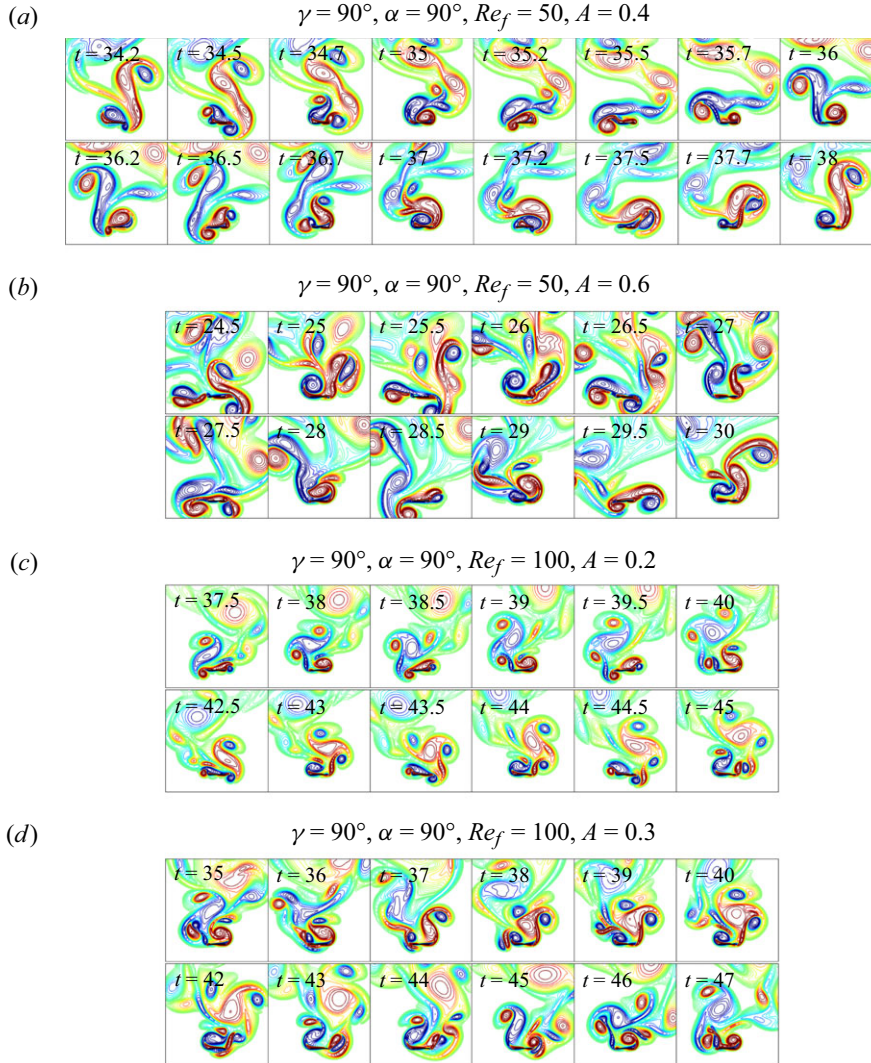 (a)
γ = 90°, α = 90°, Re_f = 50, A = 0.4
t = 34.2 t = 34.5 t = 34.7 t = 35 t = 35.2 t = 35.5 t = 35.7 t = 36
t = 36.2 t = 36.5 t = 36.7 t = 37 t = 37.2 t = 37.5 t = 37.7 t = 38
(b)
γ = 90°, α = 90°, Re_f = 50, A = 0.6
t = 24.5 t = 25 t = 25.5 t = 26 t = 26.5 t = 27
t = 27.5 t = 28 t = 28.5 t = 29 t = 29.5 t = 30
(c)
γ = 90°, α = 90°, Re_f = 100, A = 0.2
t = 37.5 t = 38 t = 38.5 t = 39 t = 39.5 t = 40
t = 42.5 t = 43 t = 43.5 t = 44 t = 44.5 t = 45
(d)
γ = 90°, α = 90°, Re_f = 100, A = 0.3
t = 35 t = 36 t = 37 t = 38 t = 39 t = 40
t = 42 t = 43 t = 44 t = 45 t = 46 t = 47